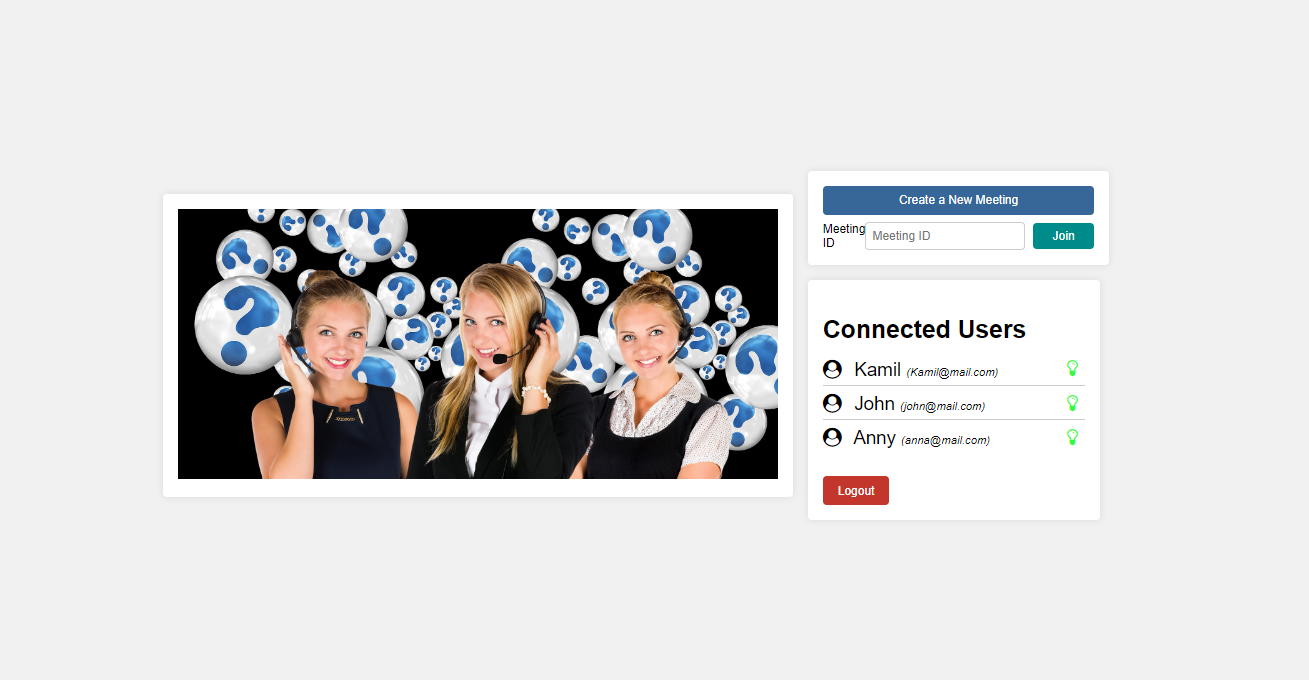 Create a New Meeting
Meeting
ID
Meeting ID
Join
Connected Users
Kamil (Kamil@mail.com)
John (john@mail.com)
Anny (anna@mail.com)
Logout